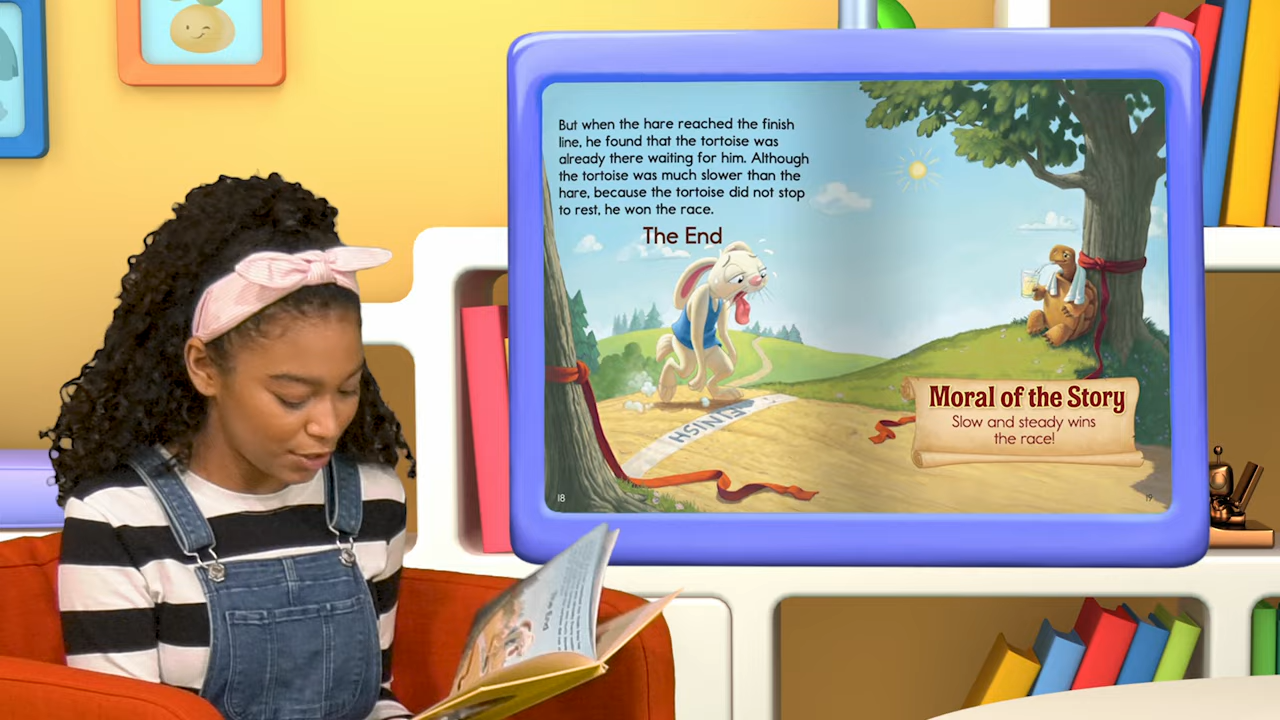 But when the hare reached the finish
line, he found that the tortoise was
already there waiting for him. Although
the tortoise was much slower than the
hare, because the tortoise did not stop
to rest, he won the race.
The End
FINISH
Moral of the Story
Slow and steady wins
the race!
18
19